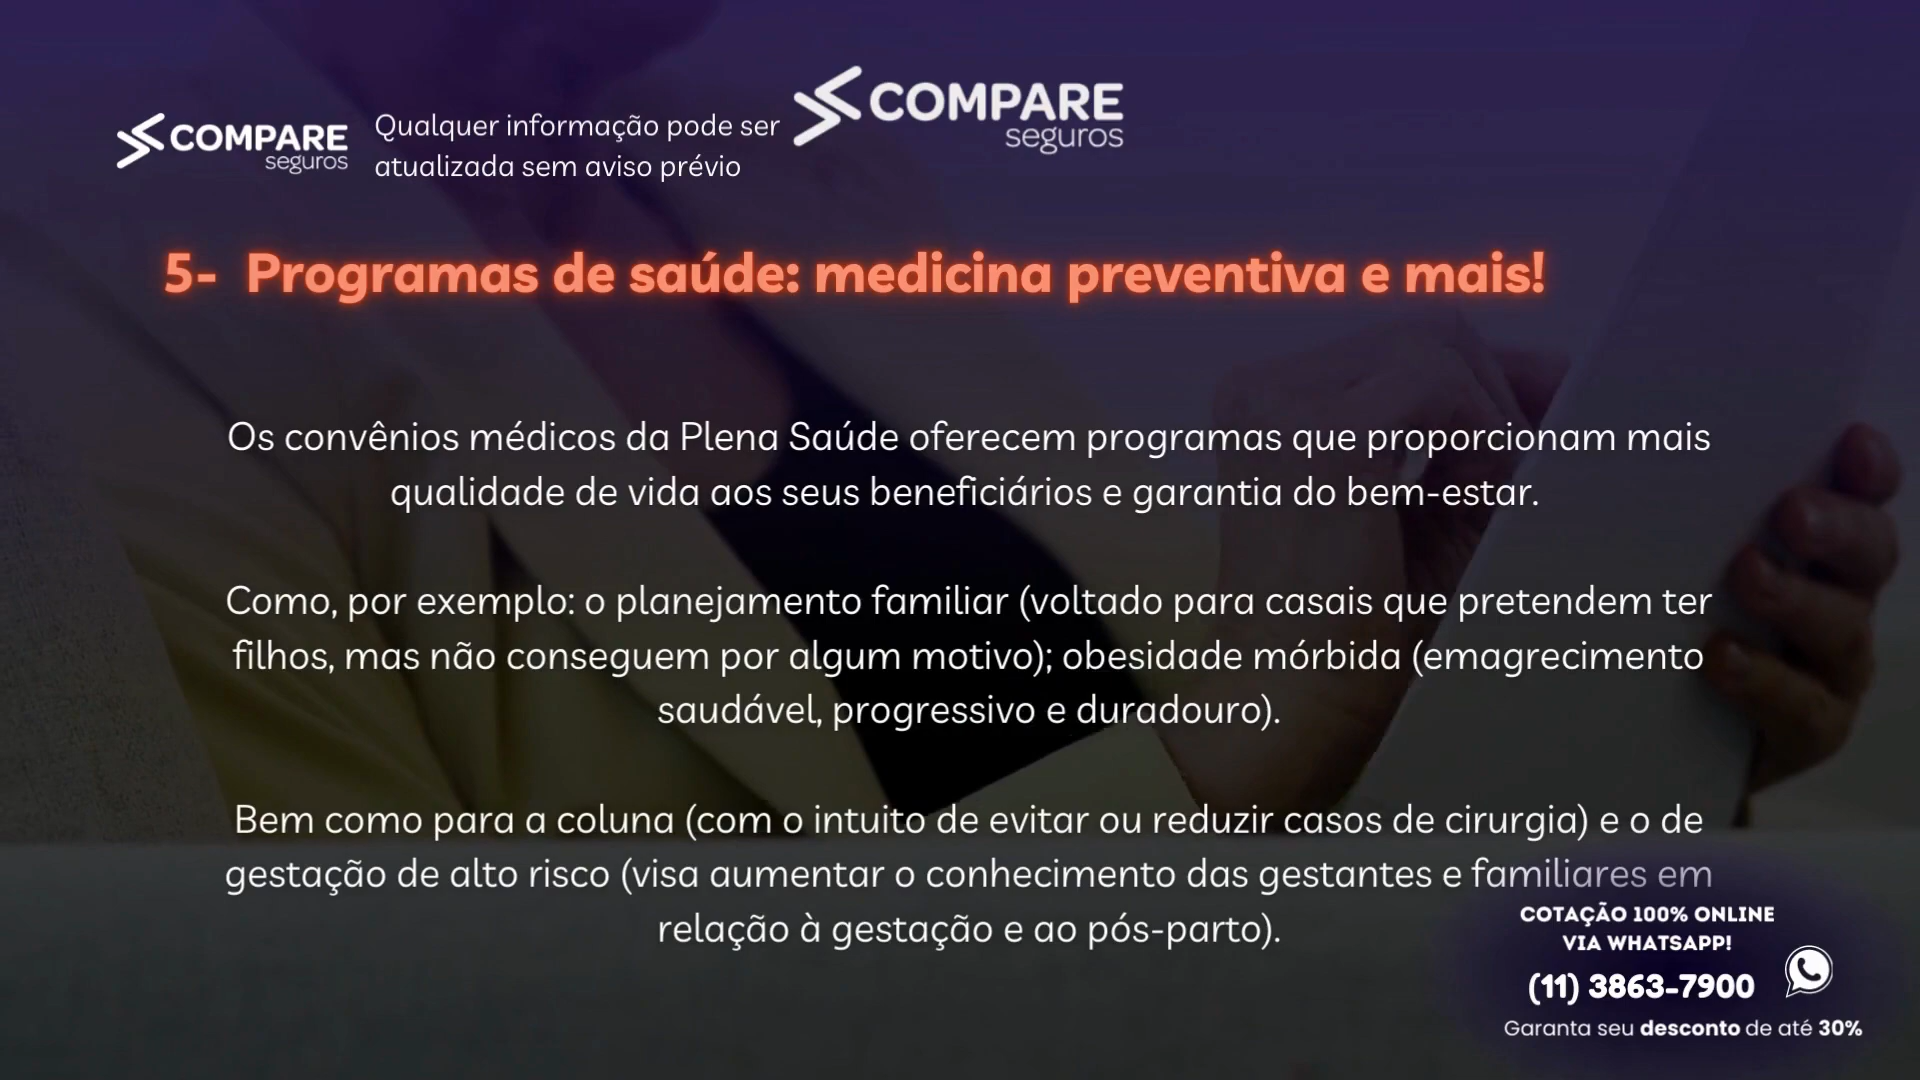 COMPARE
seguros
Qualquer informação pode ser
atualizada sem aviso prévio
COMPARE
seguros
5- Programas de saúde: medicina preventiva e mais!
Os convênios médicos da Plena Saúde oferecem programas que proporcionam mais
qualidade de vida aos seus beneficiários e garantia do bem-estar.
Como, por exemplo: o planejamento familiar (voltado para casais que pretendem ter
filhos, mas não conseguem por algum motivo); obesidade mórbida (emagrecimento
saudável, progressivo e duradouro).
Bem como para a coluna (com o intuito de evitar ou reduzir casos de cirurgia) e o de
gestação de alto risco (visa aumentar o conhecimento das gestantes e familiares em
relação à gestação e ao pós-parto).
COTAÇÃO 100% ONLINE
VIA WHATSAPP!
(11) 3863-7900
Garanta seu desconto de até 30%